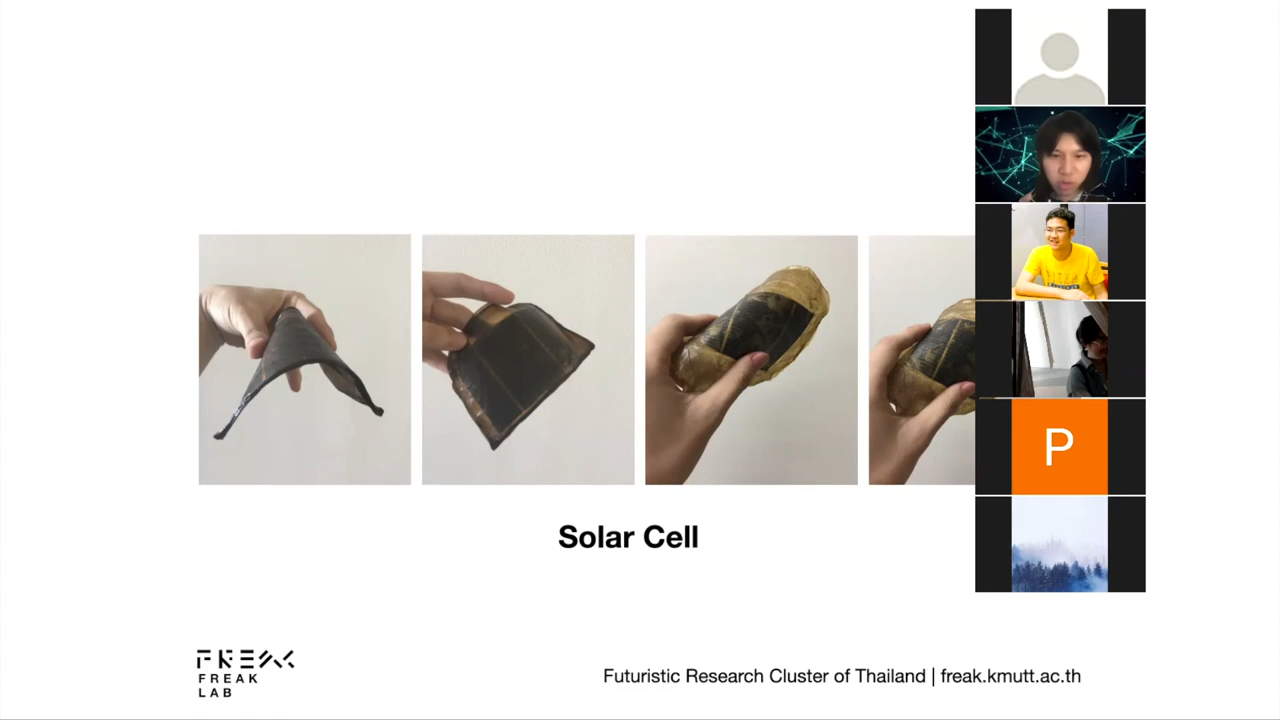 P
Solar Cell
FREAK
FREAK
LAB
Futuristic Research Cluster of Thailand | freak.kmutt.ac.th